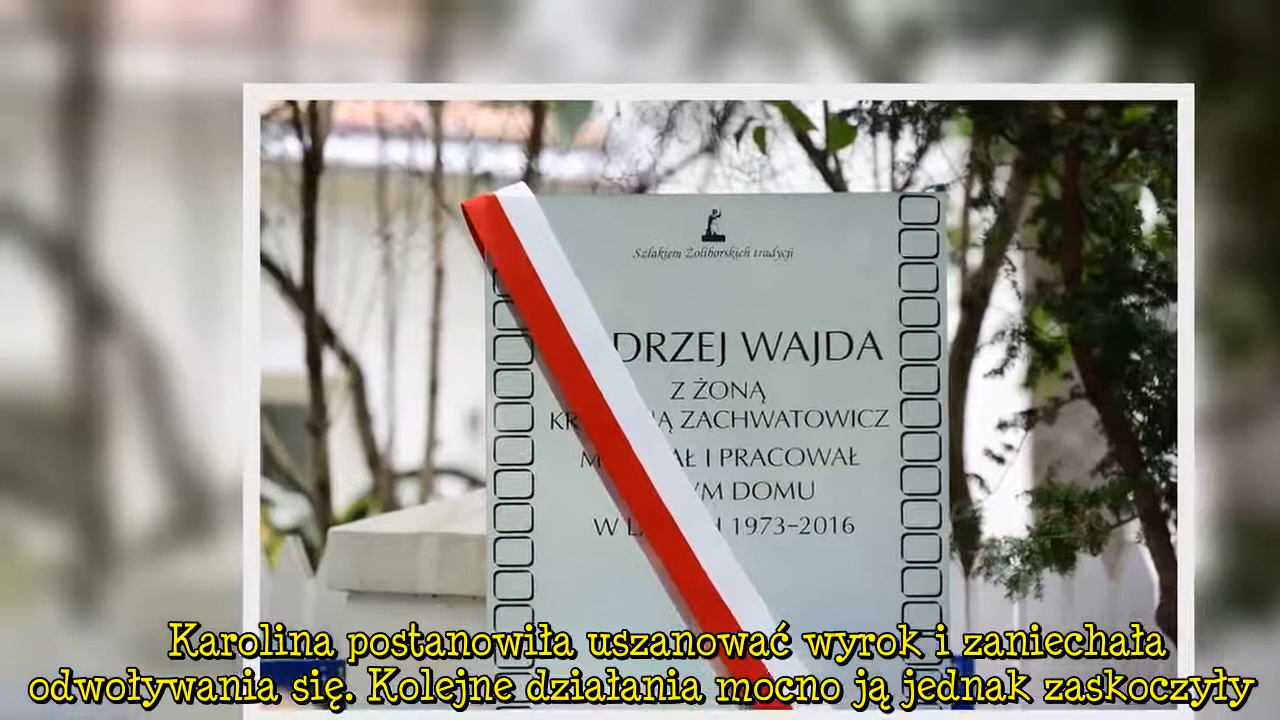 Szlakiem Żoliborskich tradycji
DRZEJ WAJDA
Z ŻONĄ
ZACHWATOWICZ
I PRACOWAŁ
DOMU
W 1973-2016
Karolina postanowiła uszanować wyrok i zaniechała
odwoływania się. Kolejne działania mocno ją jednak zaskoczyły